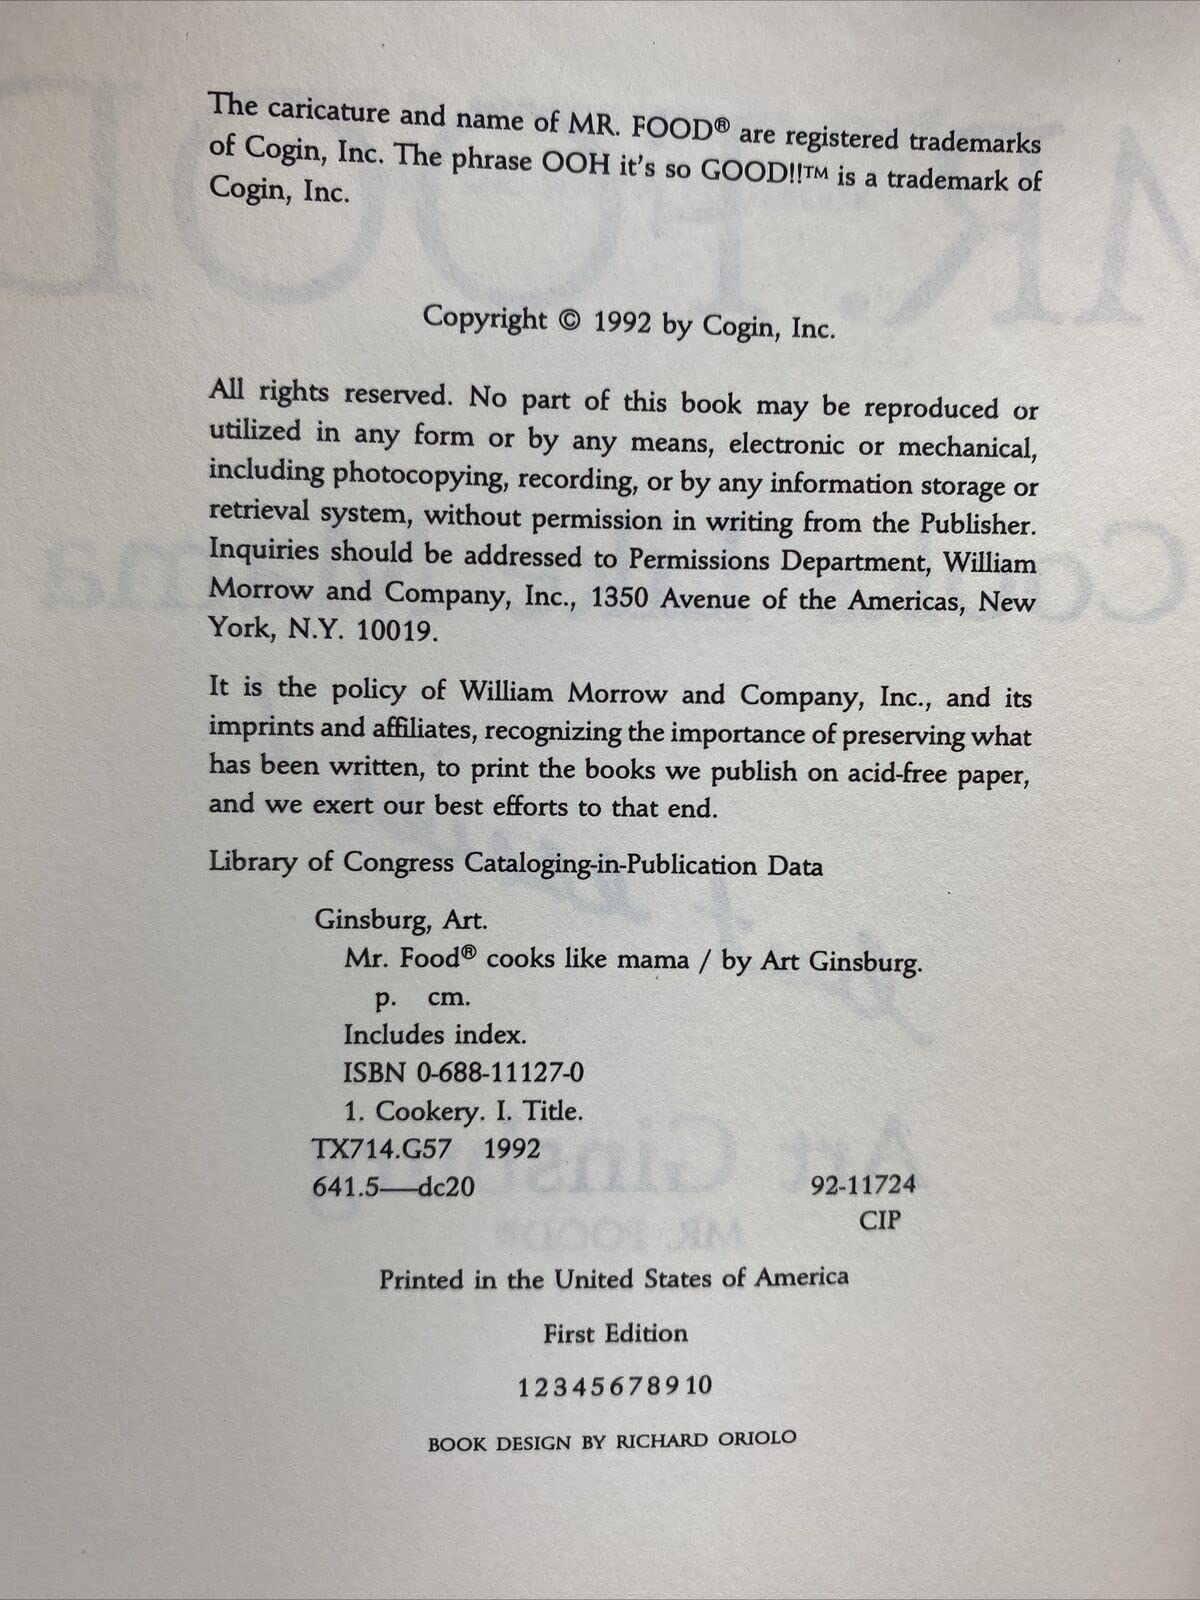 The caricature and name of MR. FOOD® are registered trademarks
of Cogin, Inc. The phrase OOH it's so GOOD!!™ is a trademark of
Cogin, Inc.
Copyright © 1992 by Cogin, Inc.
All rights reserved. No part of this book may be reproduced or
utilized in any form or by any means, electronic or mechanical,
including photocopying, recording, or by any information storage or
retrieval system, without permission in writing from the Publisher.
Inquiries should be addressed to Permissions Department, William
Morrow and Company, Inc., 1350 Avenue of the Americas, New
York, N.Y. 10019.
It is the policy of William Morrow and Company, Inc., and its
imprints and affiliates, recognizing the importance of preserving what
has been written, to print the books we publish on acid-free paper,
and we exert our best efforts to that end.
Library of Congress Cataloging-in-Publication Data
Ginsburg, Art.
Mr. Food® cooks like mama / by Art Ginsburg.
p. cm.
Includes index.
ISBN 0-688-11127-0
1. Cookery. I. Title.
TX714.G57 1992
641.5—dc20 92-11724
CIP
Printed in the United States of America
First Edition
1 2 3 4 5 6 7 8 9 10
BOOK DESIGN BY RICHARD ORIOLO